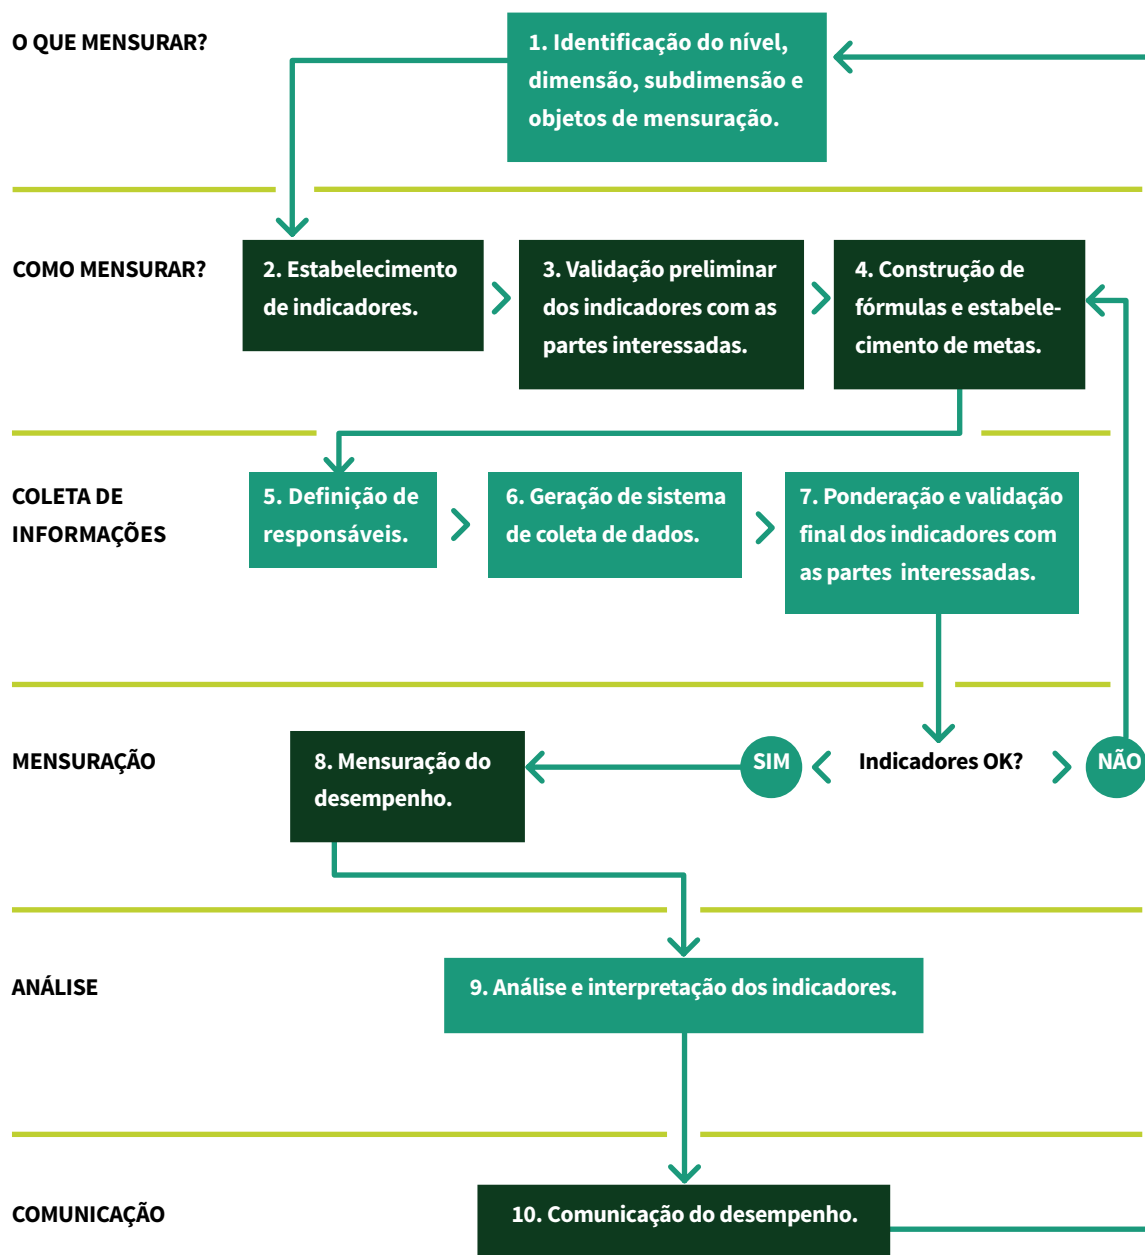 O QUE MENSURAR?
1. Identificação do nível,
dimensão, subdimensão e
objetos de mensuração.
COMO MENSURAR?
2. Estabelecimento
de indicadores.
3. Validação preliminar
dos indicadores com as
partes interessadas.
4. Construção de
fórmulas e estabele-
cimento de metas.
COLETA DE
INFORMAÇÕES
5. Definição de
responsáveis.
6. Geração de sistema
de coleta de dados.
7. Ponderação e validação
final dos indicadores com
as partes interessadas.
MENSURAÇÃO
8. Mensuração do
desempenho.
SIM
Indicadores OK?
NÃO
ANÁLISE
9. Análise e interpretação dos indicadores.
COMUNICAÇÃO
10. Comunicação do desempenho.